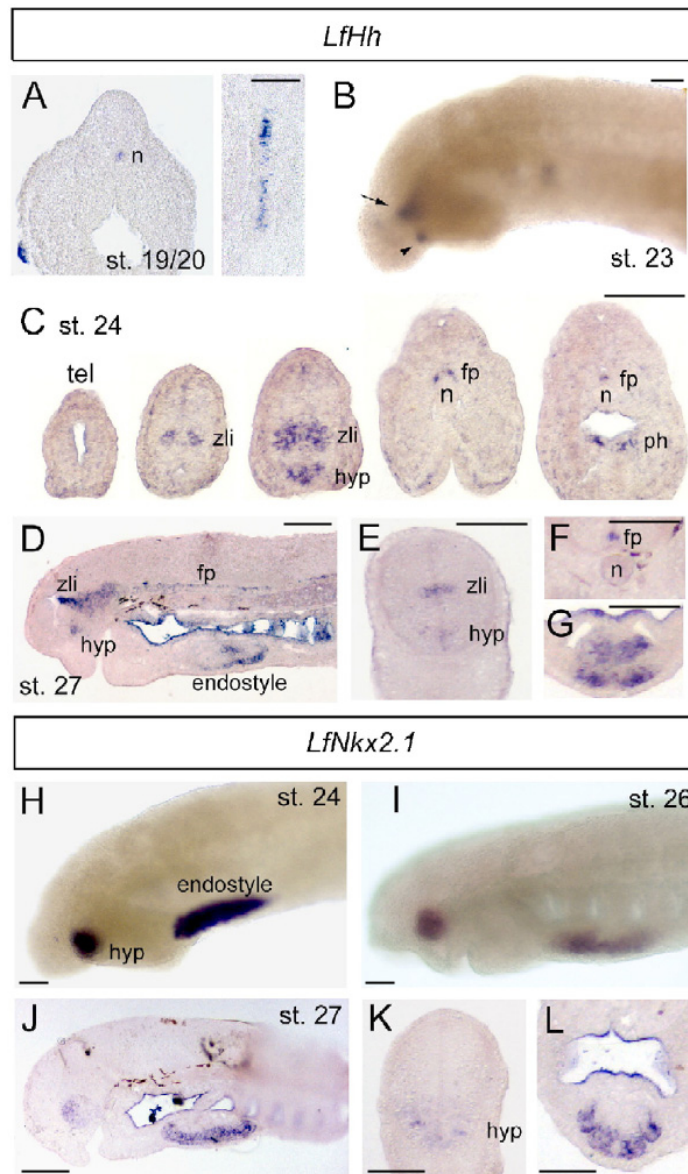 LfHh
A
n
st. 19/20
B
st. 23
C st. 24
tel
zli
zli
hyp
fp
n
fp
n
ph
D
zli
fp
hyp
endostyle
st. 27
E
zli
hyp
F
fp
n
G
LfNkx2.1
H
st. 24
endostyle
hyp
I
st. 26
J
st. 27
K
hyp
L